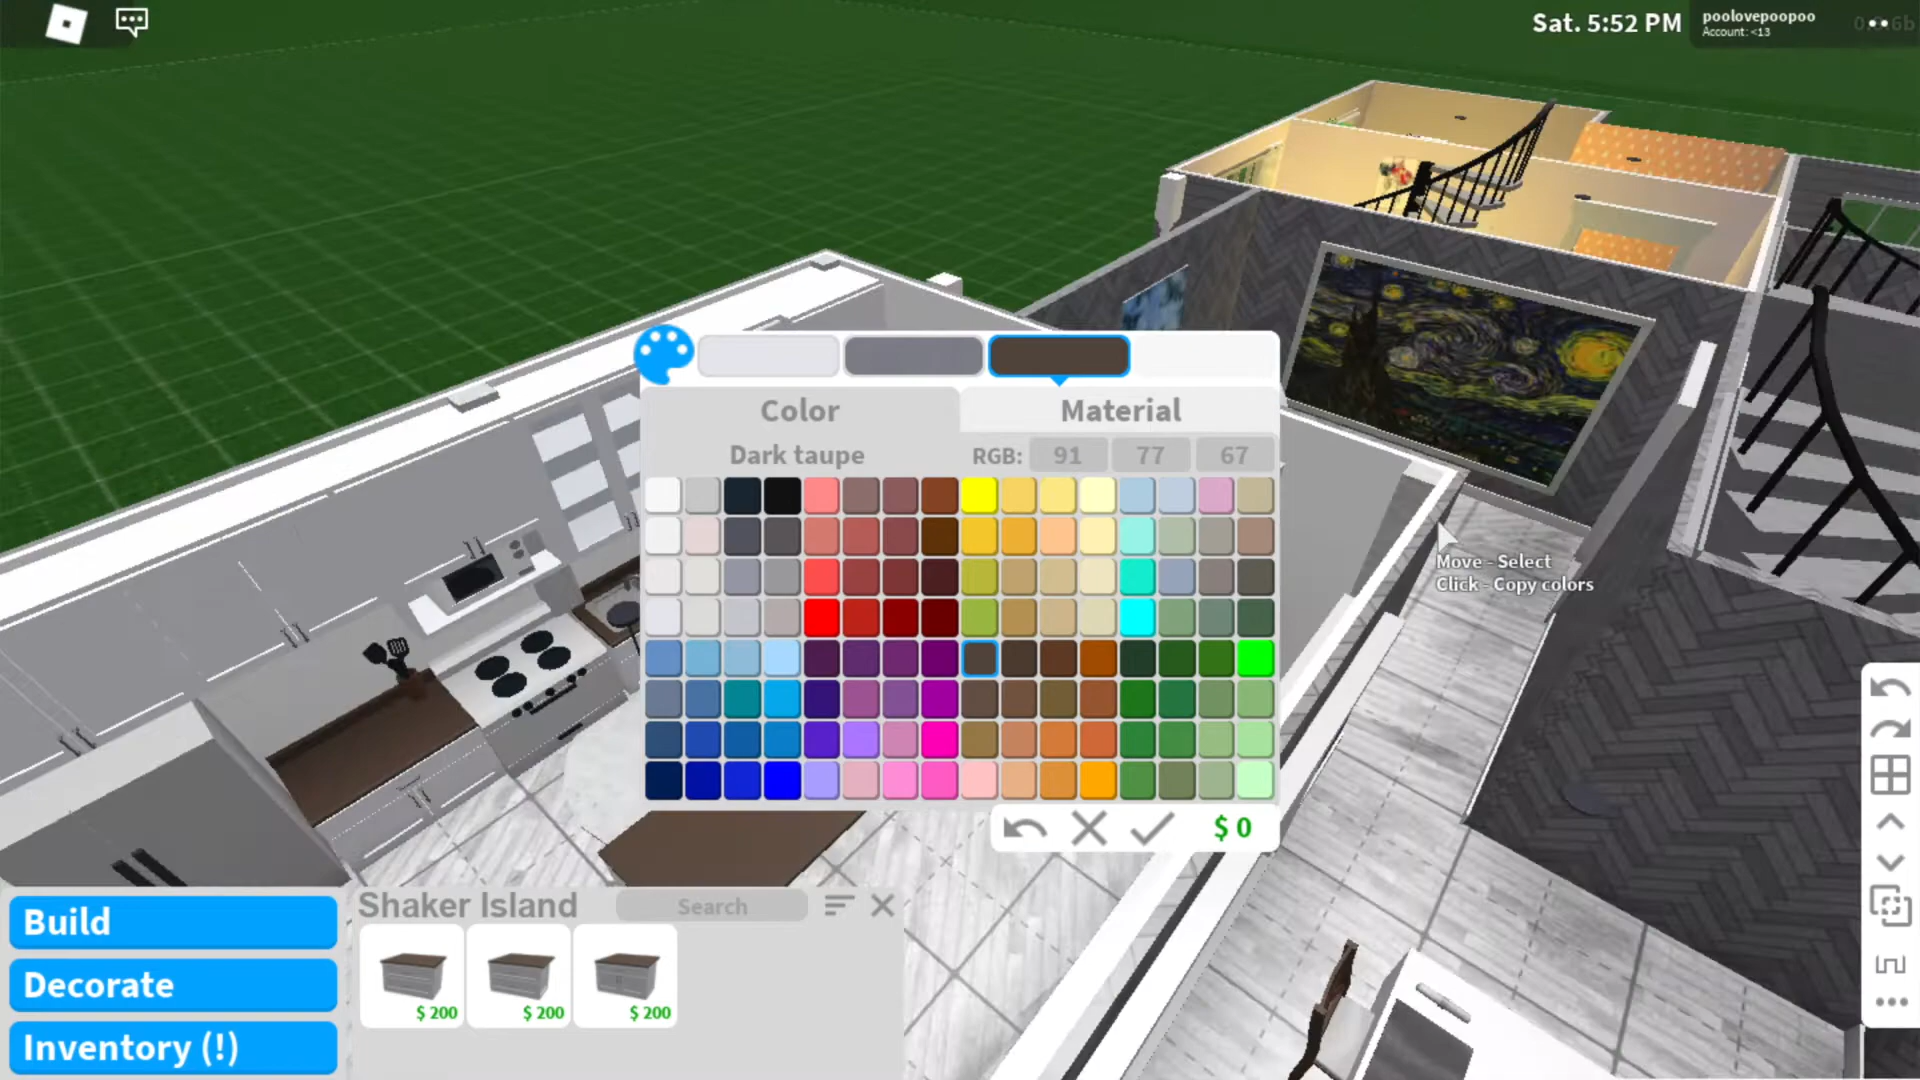 Sat. 5:52 PM
poolovepoopoo
Account: <13
Color
Material
Dark taupe
RGB: 91 77 67
Move - Select
Click - Copy colors
$ 0
Build
Decorate
Inventory (!)
Shaker Island
Search
$ 200
$ 200
$ 200